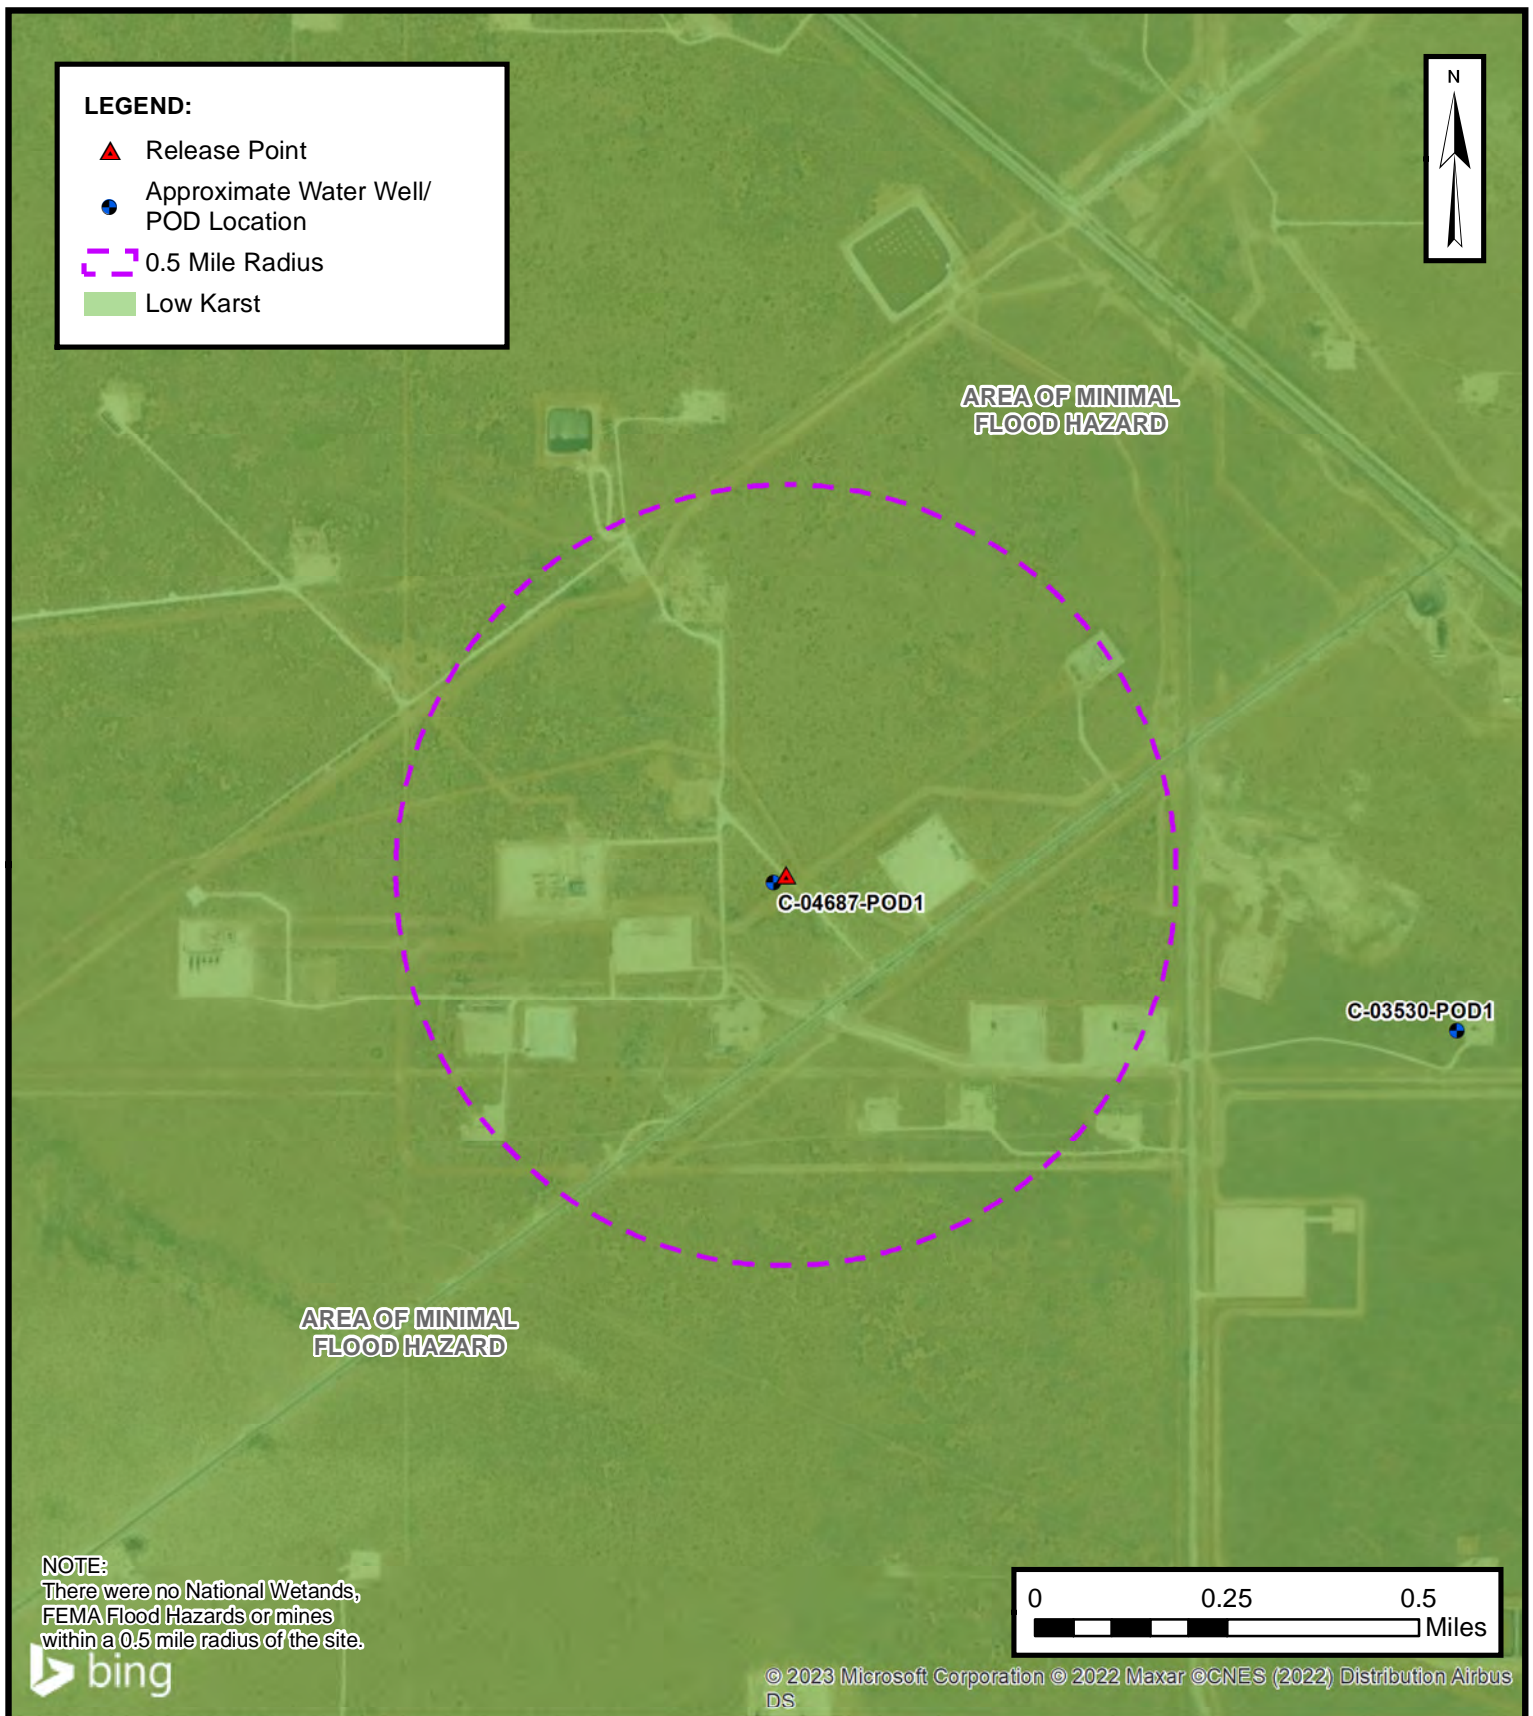 LEGEND:
Release Point
Approximate Water Well/
POD Location
0.5 Mile Radius
Low Karst
N
AREA OF MINIMAL
FLOOD HAZARD
C-04687-POD1
C-03530-POD1
AREA OF MINIMAL
FLOOD HAZARD
NOTE:
There were no National Wetands,
FEMA Flood Hazards or mines
within a 0.5 mile radius of the site.
bing
0 0.25 0.5
Miles
© 2023 Microsoft Corporation © 2022 Maxar ©CNES (2022) Distribution Airbus
DS